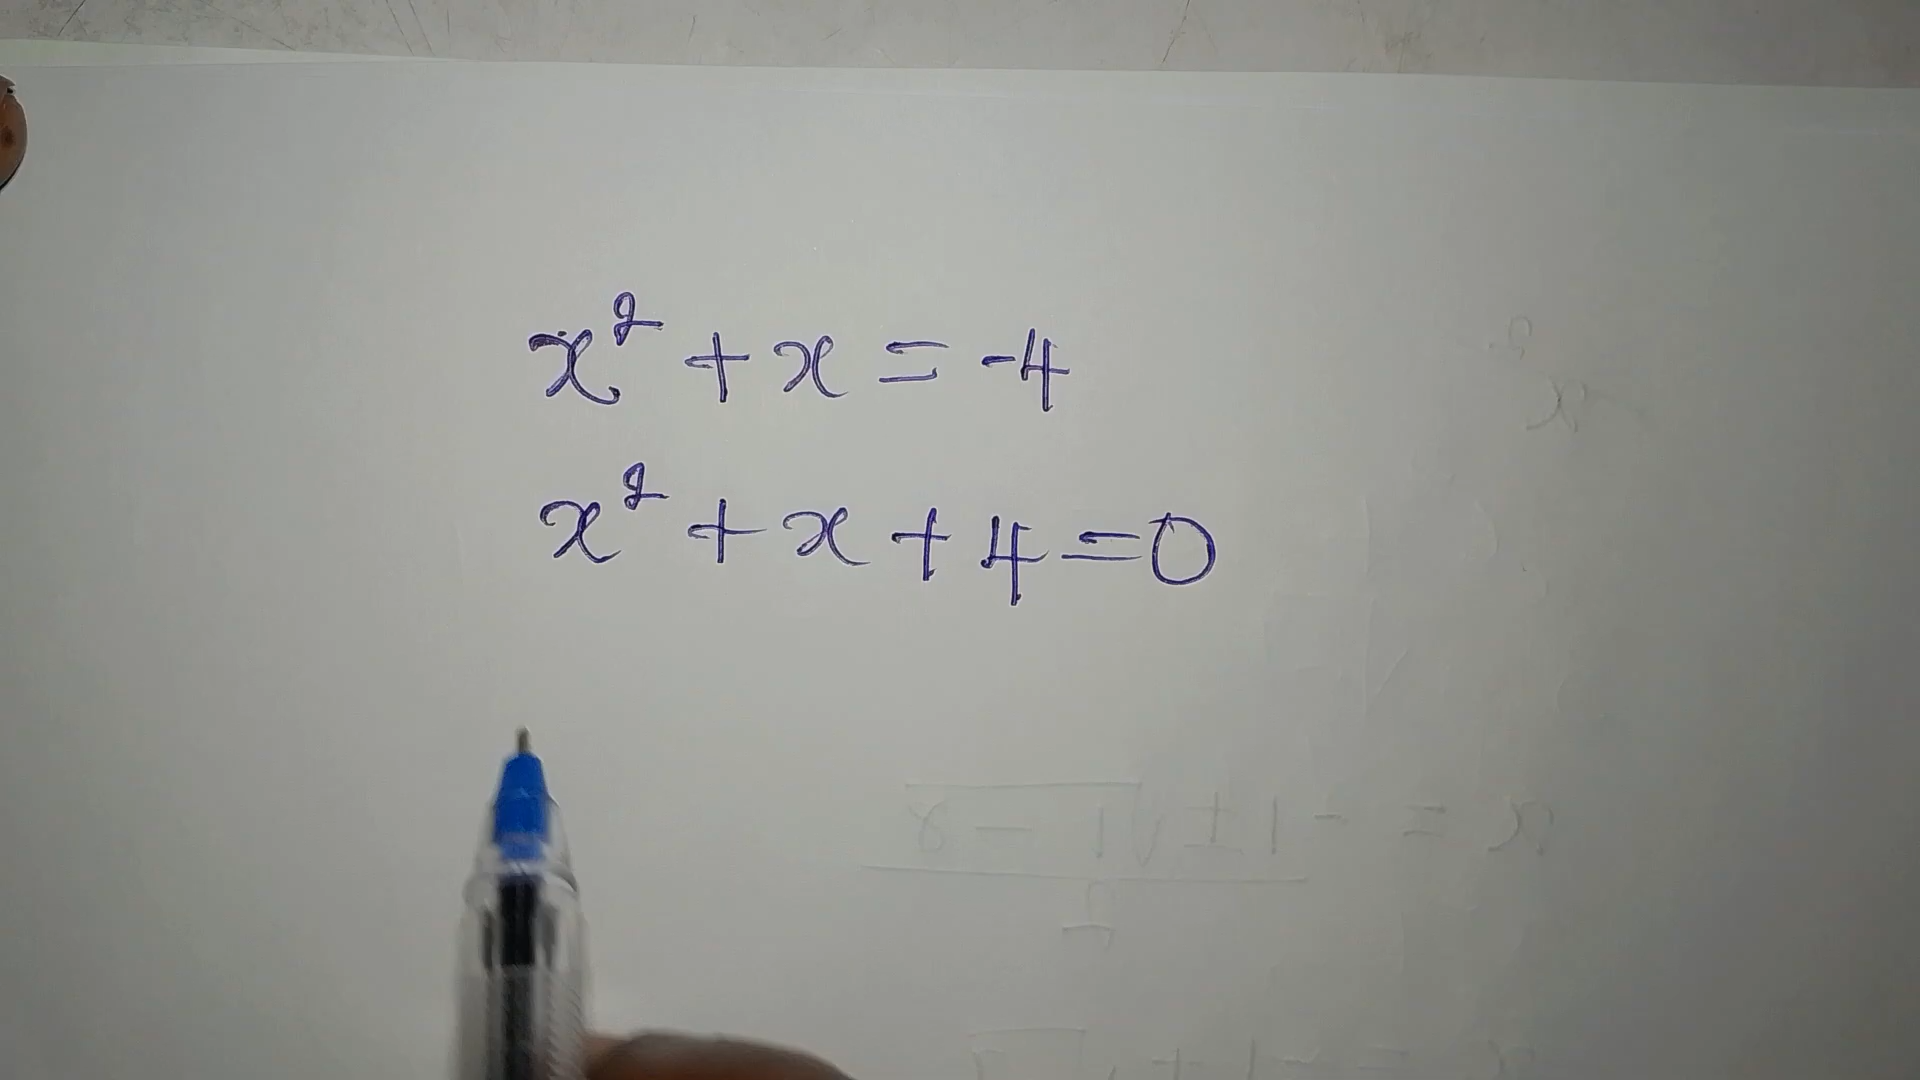 x² + x = -4
x² + x + 4 = 0